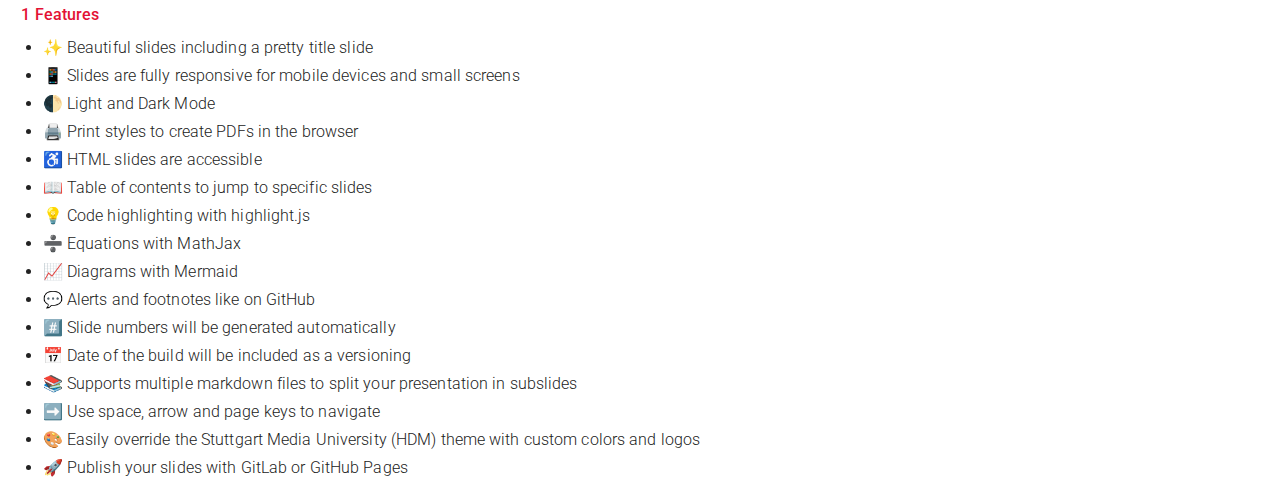 1 Features
• ✨ Beautiful slides including a pretty title slide
• 📱 Slides are fully responsive for mobile devices and small screens
• 🌓 Light and Dark Mode
• 🖨️ Print styles to create PDFs in the browser
• ♿ HTML slides are accessible
• 📖 Table of contents to jump to specific slides
• 💡 Code highlighting with highlight.js
• ➗ Equations with MathJax
• 📈 Diagrams with Mermaid
• 💬 Alerts and footnotes like on GitHub
• #️⃣ Slide numbers will be generated automatically
• 📅 Date of the build will be included as a versioning
• 📚 Supports multiple markdown files to split your presentation in subslides
• ➡️ Use space, arrow and page keys to navigate
• 🎨 Easily override the Stuttgart Media University (HDM) theme with custom colors and logos
• 🚀 Publish your slides with GitLab or GitHub Pages